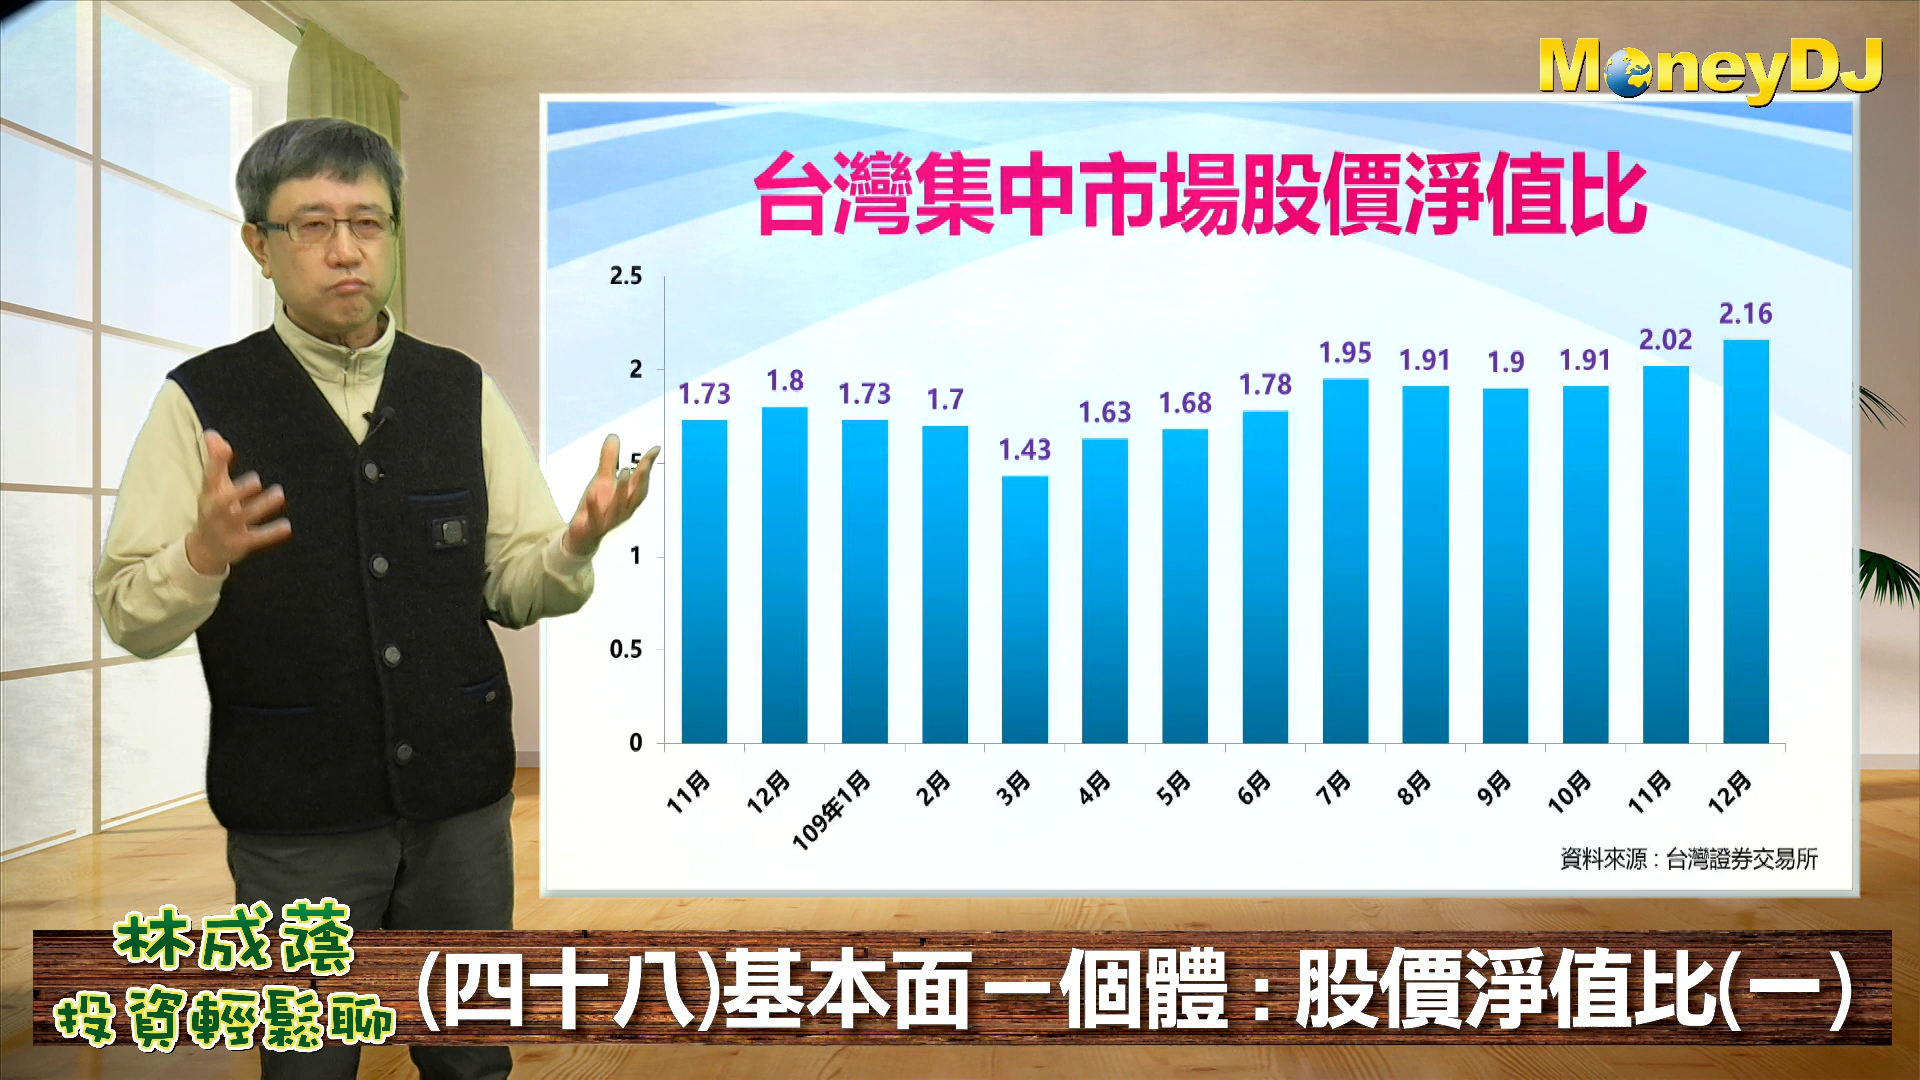 MoneyDJ
台灣集中市場股價淨值比
2.5
2
1
0.5
0
1.73
1.8
1.73
1.7
1.43
1.63
1.68
1.78
1.95
1.91
1.9
1.91
2.02
2.16
11月
12月
109年1月
2月
3月
4月
5月
6月
7月
8月
9月
10月
11月
12月
資料來源 : 台灣證券交易所
林成蔭
投資輕鬆聊
(四十八)基本面－個體 : 股價淨值比(一)